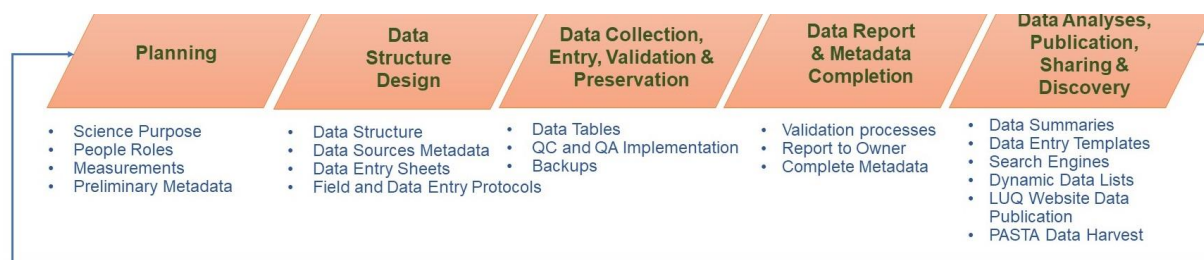 Planning
Data
Structure
Design
Data Collection,
Entry, Validation &
Preservation
Data Report
& Metadata
Completion
Data Analyses,
Publication,
Sharing &
Discovery
• Science Purpose
• People Roles
• Measurements
• Preliminary Metadata
• Data Structure
• Data Sources Metadata
• Data Entry Sheets
• Field and Data Entry Protocols
• Data Tables
• QC and QA Implementation
• Backups
• Validation processes
• Report to Owner
• Complete Metadata
• Data Summaries
• Data Entry Templates
• Search Engines
• Dynamic Data Lists
• LUQ Website Data
Publication
• PASTA Data Harvest